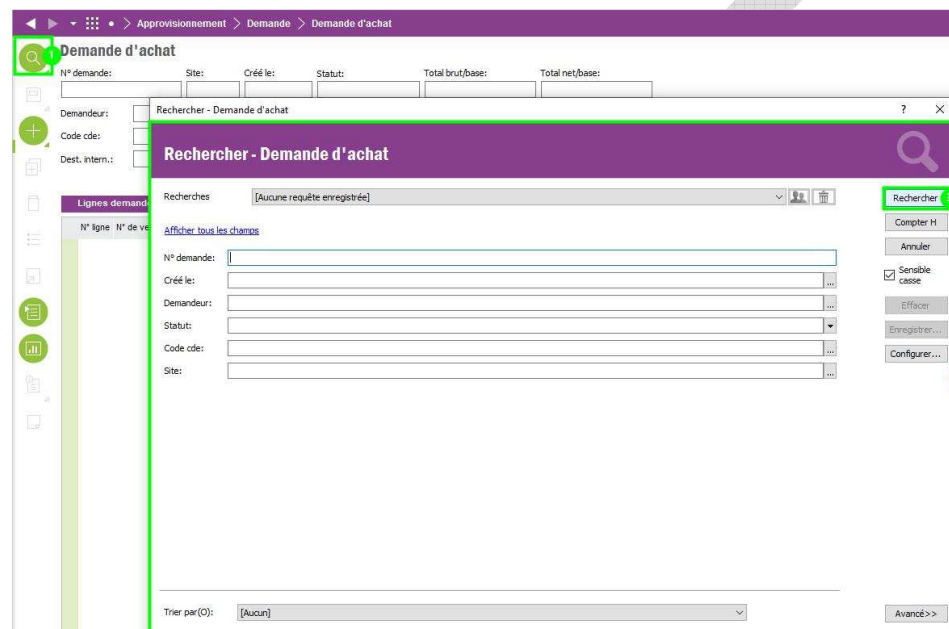 Approvisionnement > Demande > Demande d'achat
1
Demande d'achat
N° demande: Site: Créé le: Statut: Total brut/base: Total net/base:
Demandeur:
Code cde:
Dest. intern.:
Lignes demand
N° ligne N° de ve
Rechercher - Demande d'achat ? ×
Rechercher - Demande d'achat
Recherches [Aucune requête enregistrée]
Afficher tous les champs
N° demande:
Créé le:
Demandeur:
Statut:
Code cde:
Site:
Rechercher
Compter H
Annuler
Sensible
casse
Effacer
Enregistrer...
Configurer...
Trier par(O): [Aucun] Avancé>>